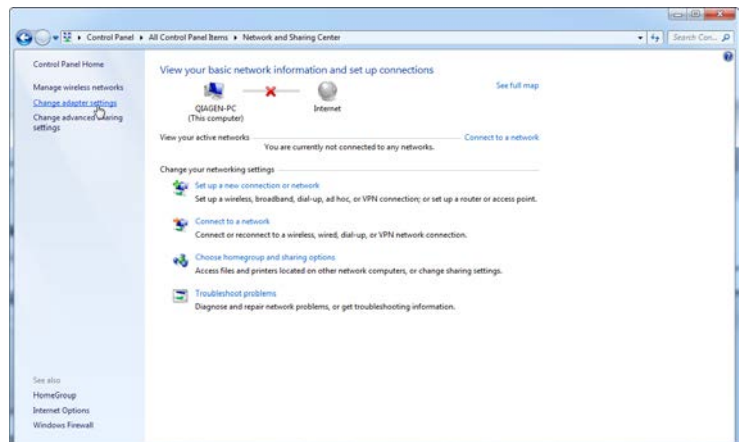 Control Panel ▸ All Control Panel Items ▸ Network and Sharing Center
Search Con...
Control Panel Home
Manage wireless networks
Change adapter settings
Change advanced sharing
settings
View your basic network information and set up connections
See full map
QIAGEN-PC
(This computer)
Internet
View your active networks
Connect to a network
You are currently not connected to any networks.
Change your networking settings
Set up a new connection or network
Set up a wireless, broadband, dial-up, ad hoc, or VPN connection; or set up a router or access point.
Connect to a network
Connect or reconnect to a wireless, wired, dial-up, or VPN network connection.
Choose homegroup and sharing options
Access files and printers located on other network computers, or change sharing settings.
Troubleshoot problems
Diagnose and repair network problems, or get troubleshooting information.
See also
HomeGroup
Internet Options
Windows Firewall